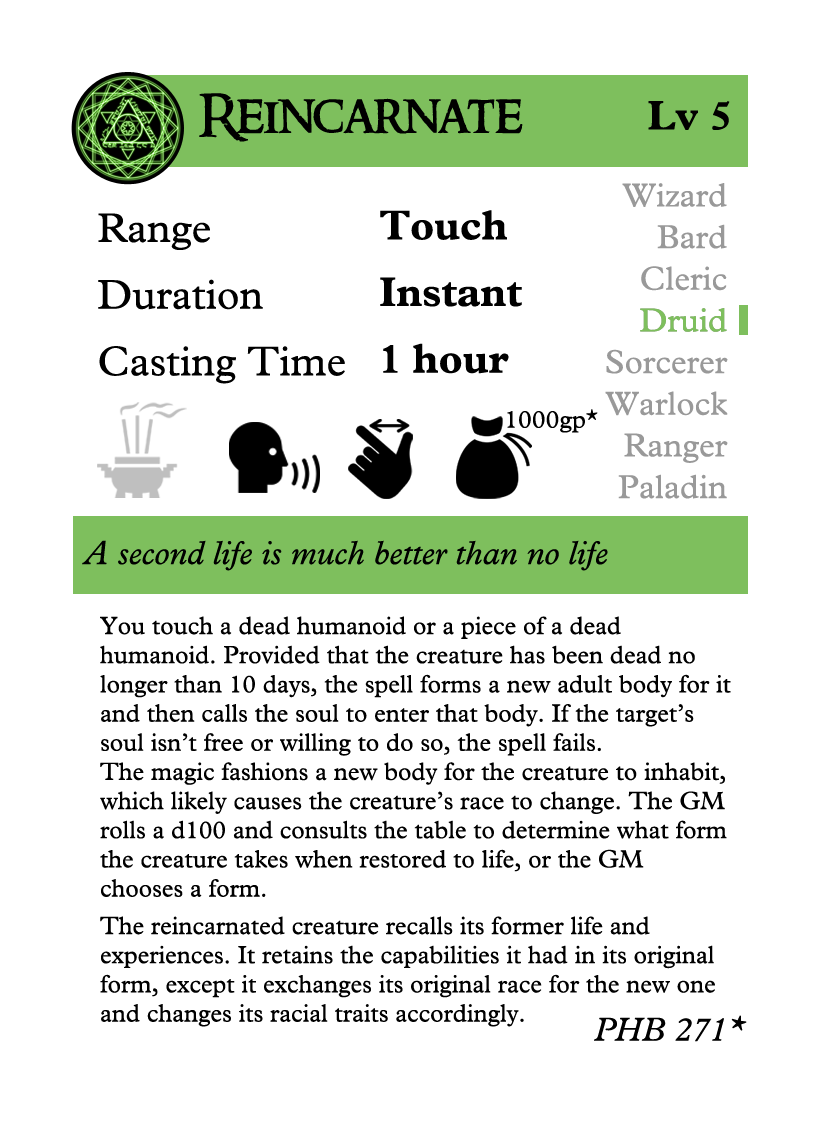 REINCARNATE
Lv 5
Range Touch
Duration Instant
Casting Time 1 hour
Wizard
Bard
Cleric
Druid
Sorcerer
Warlock
Ranger
Paladin
1000gp★
A second life is much better than no life
You touch a dead humanoid or a piece of a dead
humanoid. Provided that the creature has been dead no
longer than 10 days, the spell forms a new adult body for it
and then calls the soul to enter that body. If the target’s
soul isn’t free or willing to do so, the spell fails.
The magic fashions a new body for the creature to inhabit,
which likely causes the creature’s race to change. The GM
rolls a d100 and consults the table to determine what form
the creature takes when restored to life, or the GM
chooses a form.
The reincarnated creature recalls its former life and
experiences. It retains the capabilities it had in its original
form, except it exchanges its original race for the new one
and changes its racial traits accordingly.
PHB 271★